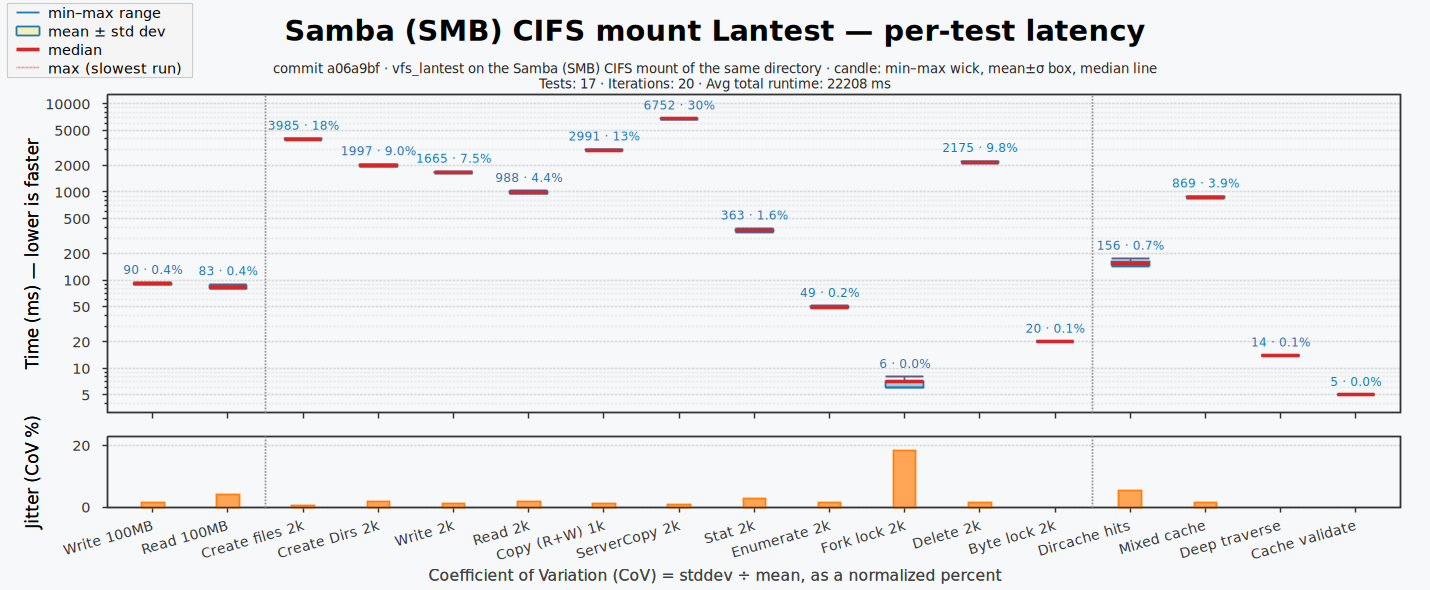 min–max range
mean ± std dev
median
max (slowest run)
Samba (SMB) CIFS mount Lantest — per-test latency
commit a06a9bf · vfs_lantest on the Samba (SMB) CIFS mount of the same directory · candle: min–max wick, mean±σ box, median line
Tests: 17 · Iterations: 20 · Avg total runtime: 22208 ms
Time (ms) — lower is faster
10000
5000
2000
1000
500
200
100
50
20
10
5
90 · 0.4%
83 · 0.4%
3985 · 18%
1997 · 9.0%
1665 · 7.5%
988 · 4.4%
2991 · 13%
6752 · 30%
363 · 1.6%
49 · 0.2%
6 · 0.0%
2175 · 9.8%
20 · 0.1%
156 · 0.7%
869 · 3.9%
14 · 0.1%
5 · 0.0%
Jitter (CoV %)
20
0
Write 100MB
Read 100MB
Create files 2k
Create Dirs 2k
Write 2k
Read 2k
Copy (R+W) 1k
ServerCopy 2k
Stat 2k
Enumerate 2k
Fork lock 2k
Delete 2k
Byte lock 2k
Dircache hits
Mixed cache
Deep traverse
Cache validate
Coefficient of Variation (CoV) = stddev ÷ mean, as a normalized percent